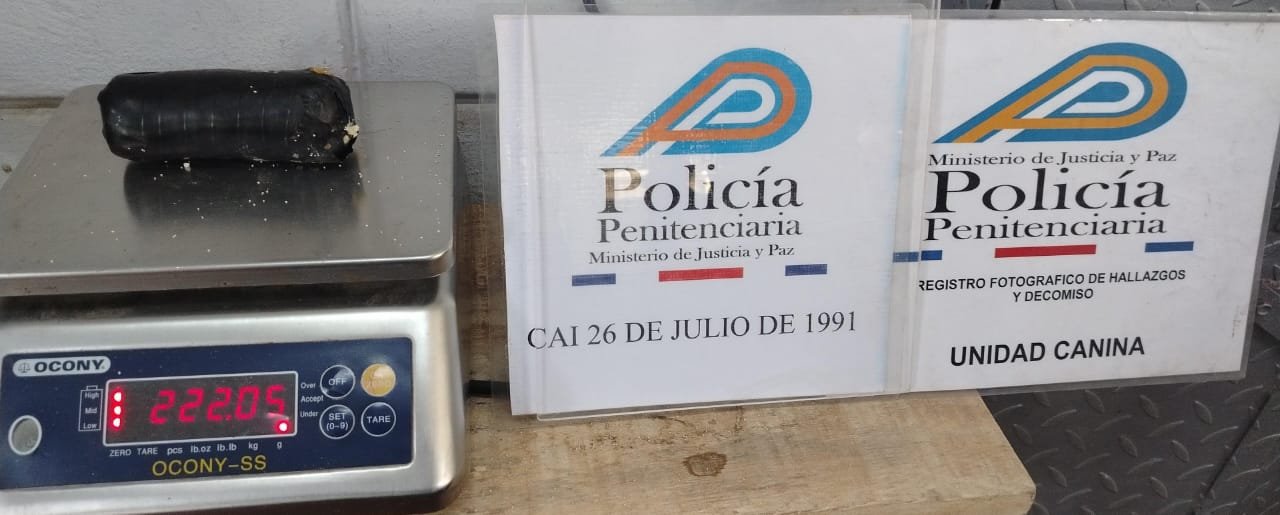 OCONY
High
Mid
Low
222.05
Over
Accept
Under
OFF
ZERO
SET
(0-9)
TARE
ZERO TARE pcs lb.oz lb.lb kg g
OCONY-SS
Policía
Penitenciaria
Ministerio de Justicia y Paz
CAI 26 DE JULIO DE 1991
Ministerio de Justicia y Paz
Policía
Penitenciaria
REGISTRO FOTOGRAFICO DE HALLAZGOS
Y DECOMISO
UNIDAD CANINA